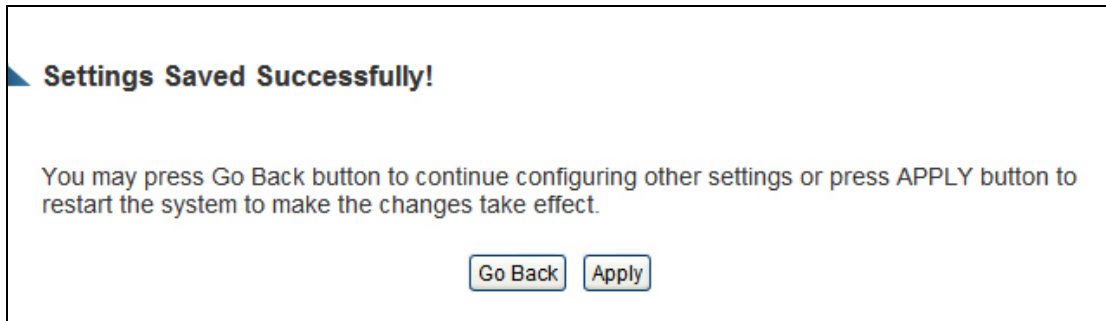 Settings Saved Successfully!
You may press Go Back button to continue configuring other settings or press APPLY button to
restart the system to make the changes take effect.
Go Back Apply